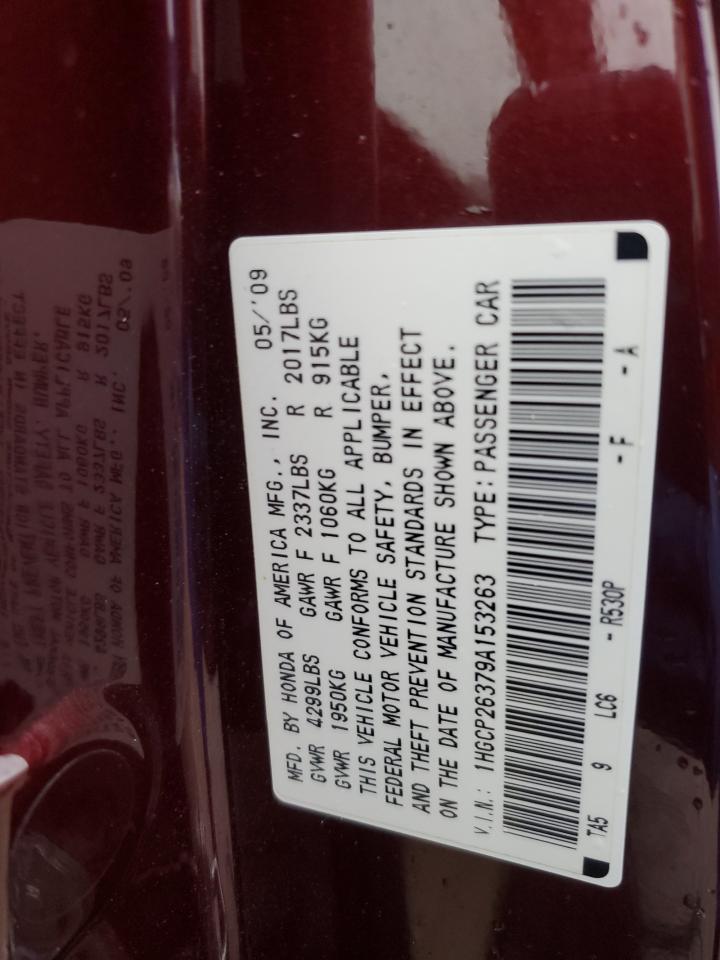 MFD. BY HONDA OF AMERICA MFG., INC. 05/'09
GVWR 4299LBS GAWR F 2337LBS R 2017LBS
GVWR 1950KG GAWR F 1060KG R 915KG
THIS VEHICLE CONFORMS TO ALL APPLICABLE
FEDERAL MOTOR VEHICLE SAFETY, BUMPER,
AND THEFT PREVENTION STANDARDS IN EFFECT
ON THE DATE OF MANUFACTURE SHOWN ABOVE.
V.I.N.: 1HGCP26379A153263 TYPE:PASSENGER CAR
TA5 9 LC6 -R530P -F -A